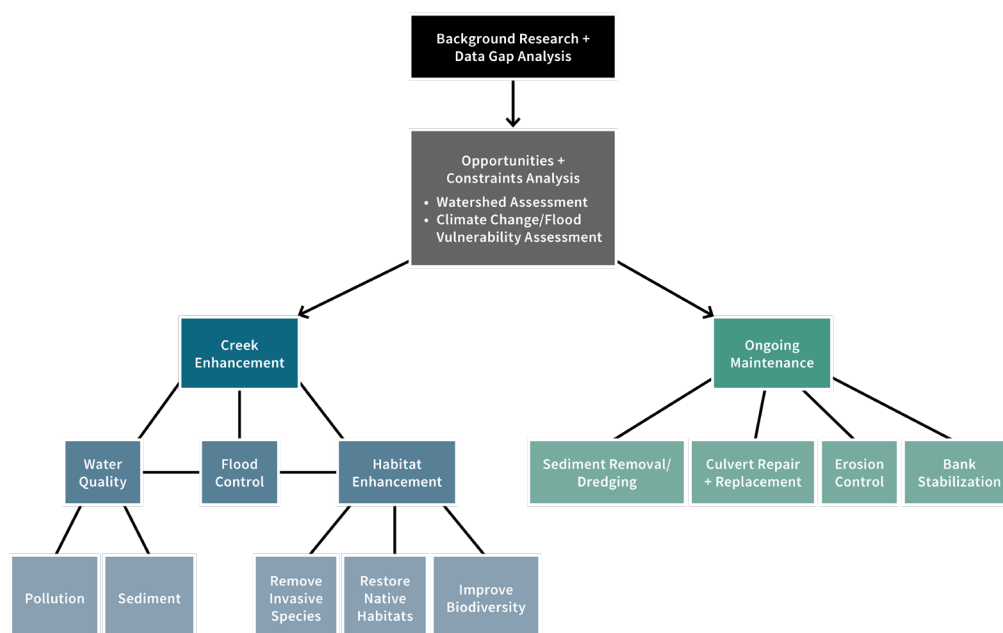 Background Research +
Data Gap Analysis
Opportunities +
Constraints Analysis
• Watershed Assessment
• Climate Change/Flood
Vulnerability Assessment
Creek
Enhancement
Ongoing
Maintenance
Water
Quality
Flood
Control
Habitat
Enhancement
Sediment Removal/
Dredging
Culvert Repair
+ Replacement
Erosion
Control
Bank
Stabilization
Pollution
Sediment
Remove
Invasive
Species
Restore
Native
Habitats
Improve
Biodiversity